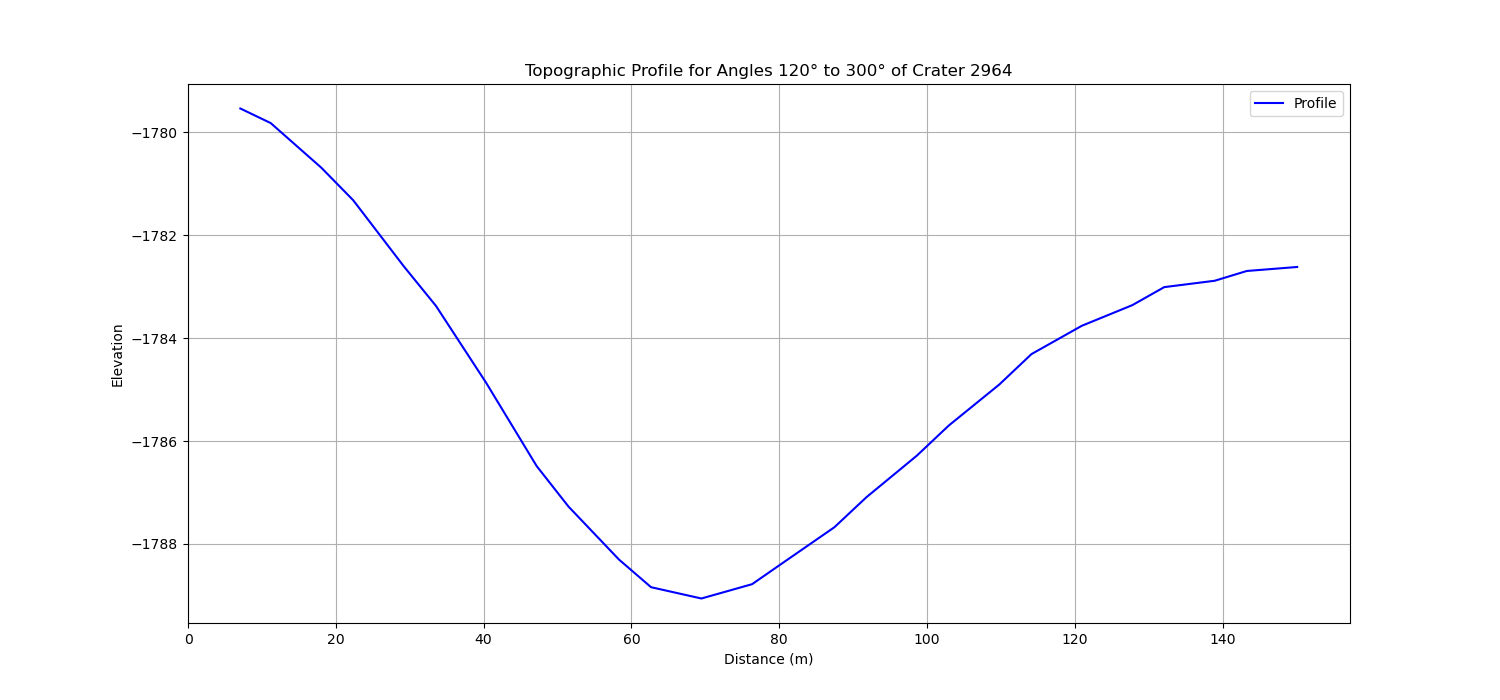 Topographic Profile for Angles 120° to 300° of Crater 2964
Profile
−1780
−1782
−1784
−1786
−1788
Elevation
0 20 40 60 80 100 120 140
Distance (m)